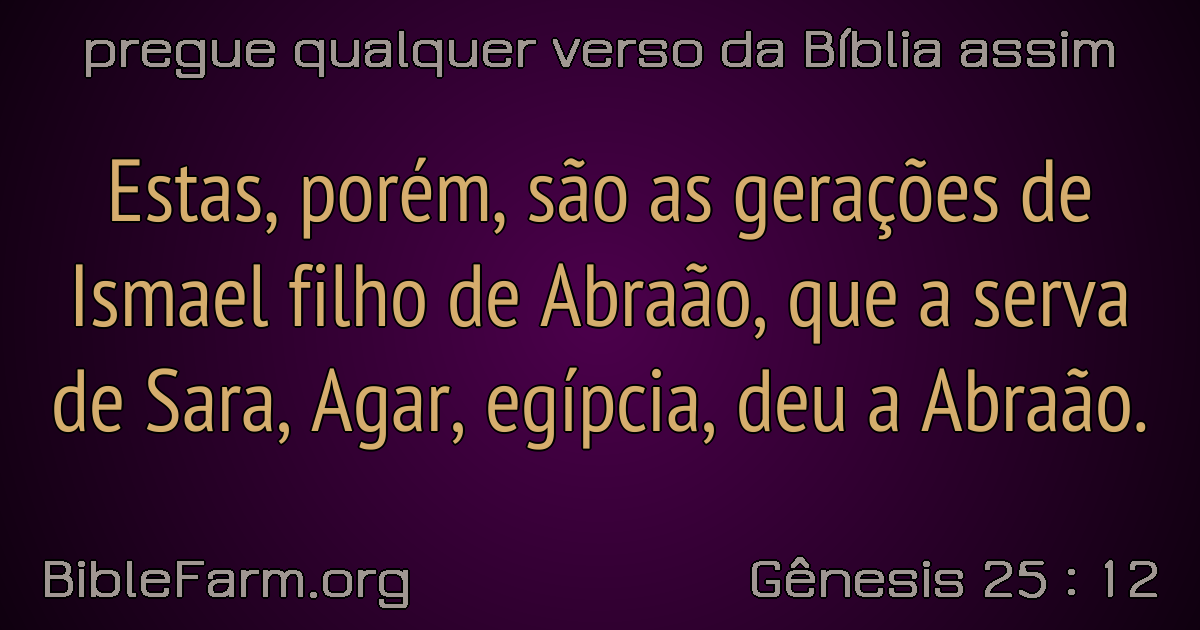 pregue qualquer verso da Bíblia assim
Estas, porém, são as gerações de
Ismael filho de Abraão, que a serva
de Sara, Agar, egípcia, deu a Abraão.
BibleFarm.org
Gênesis 25 : 12